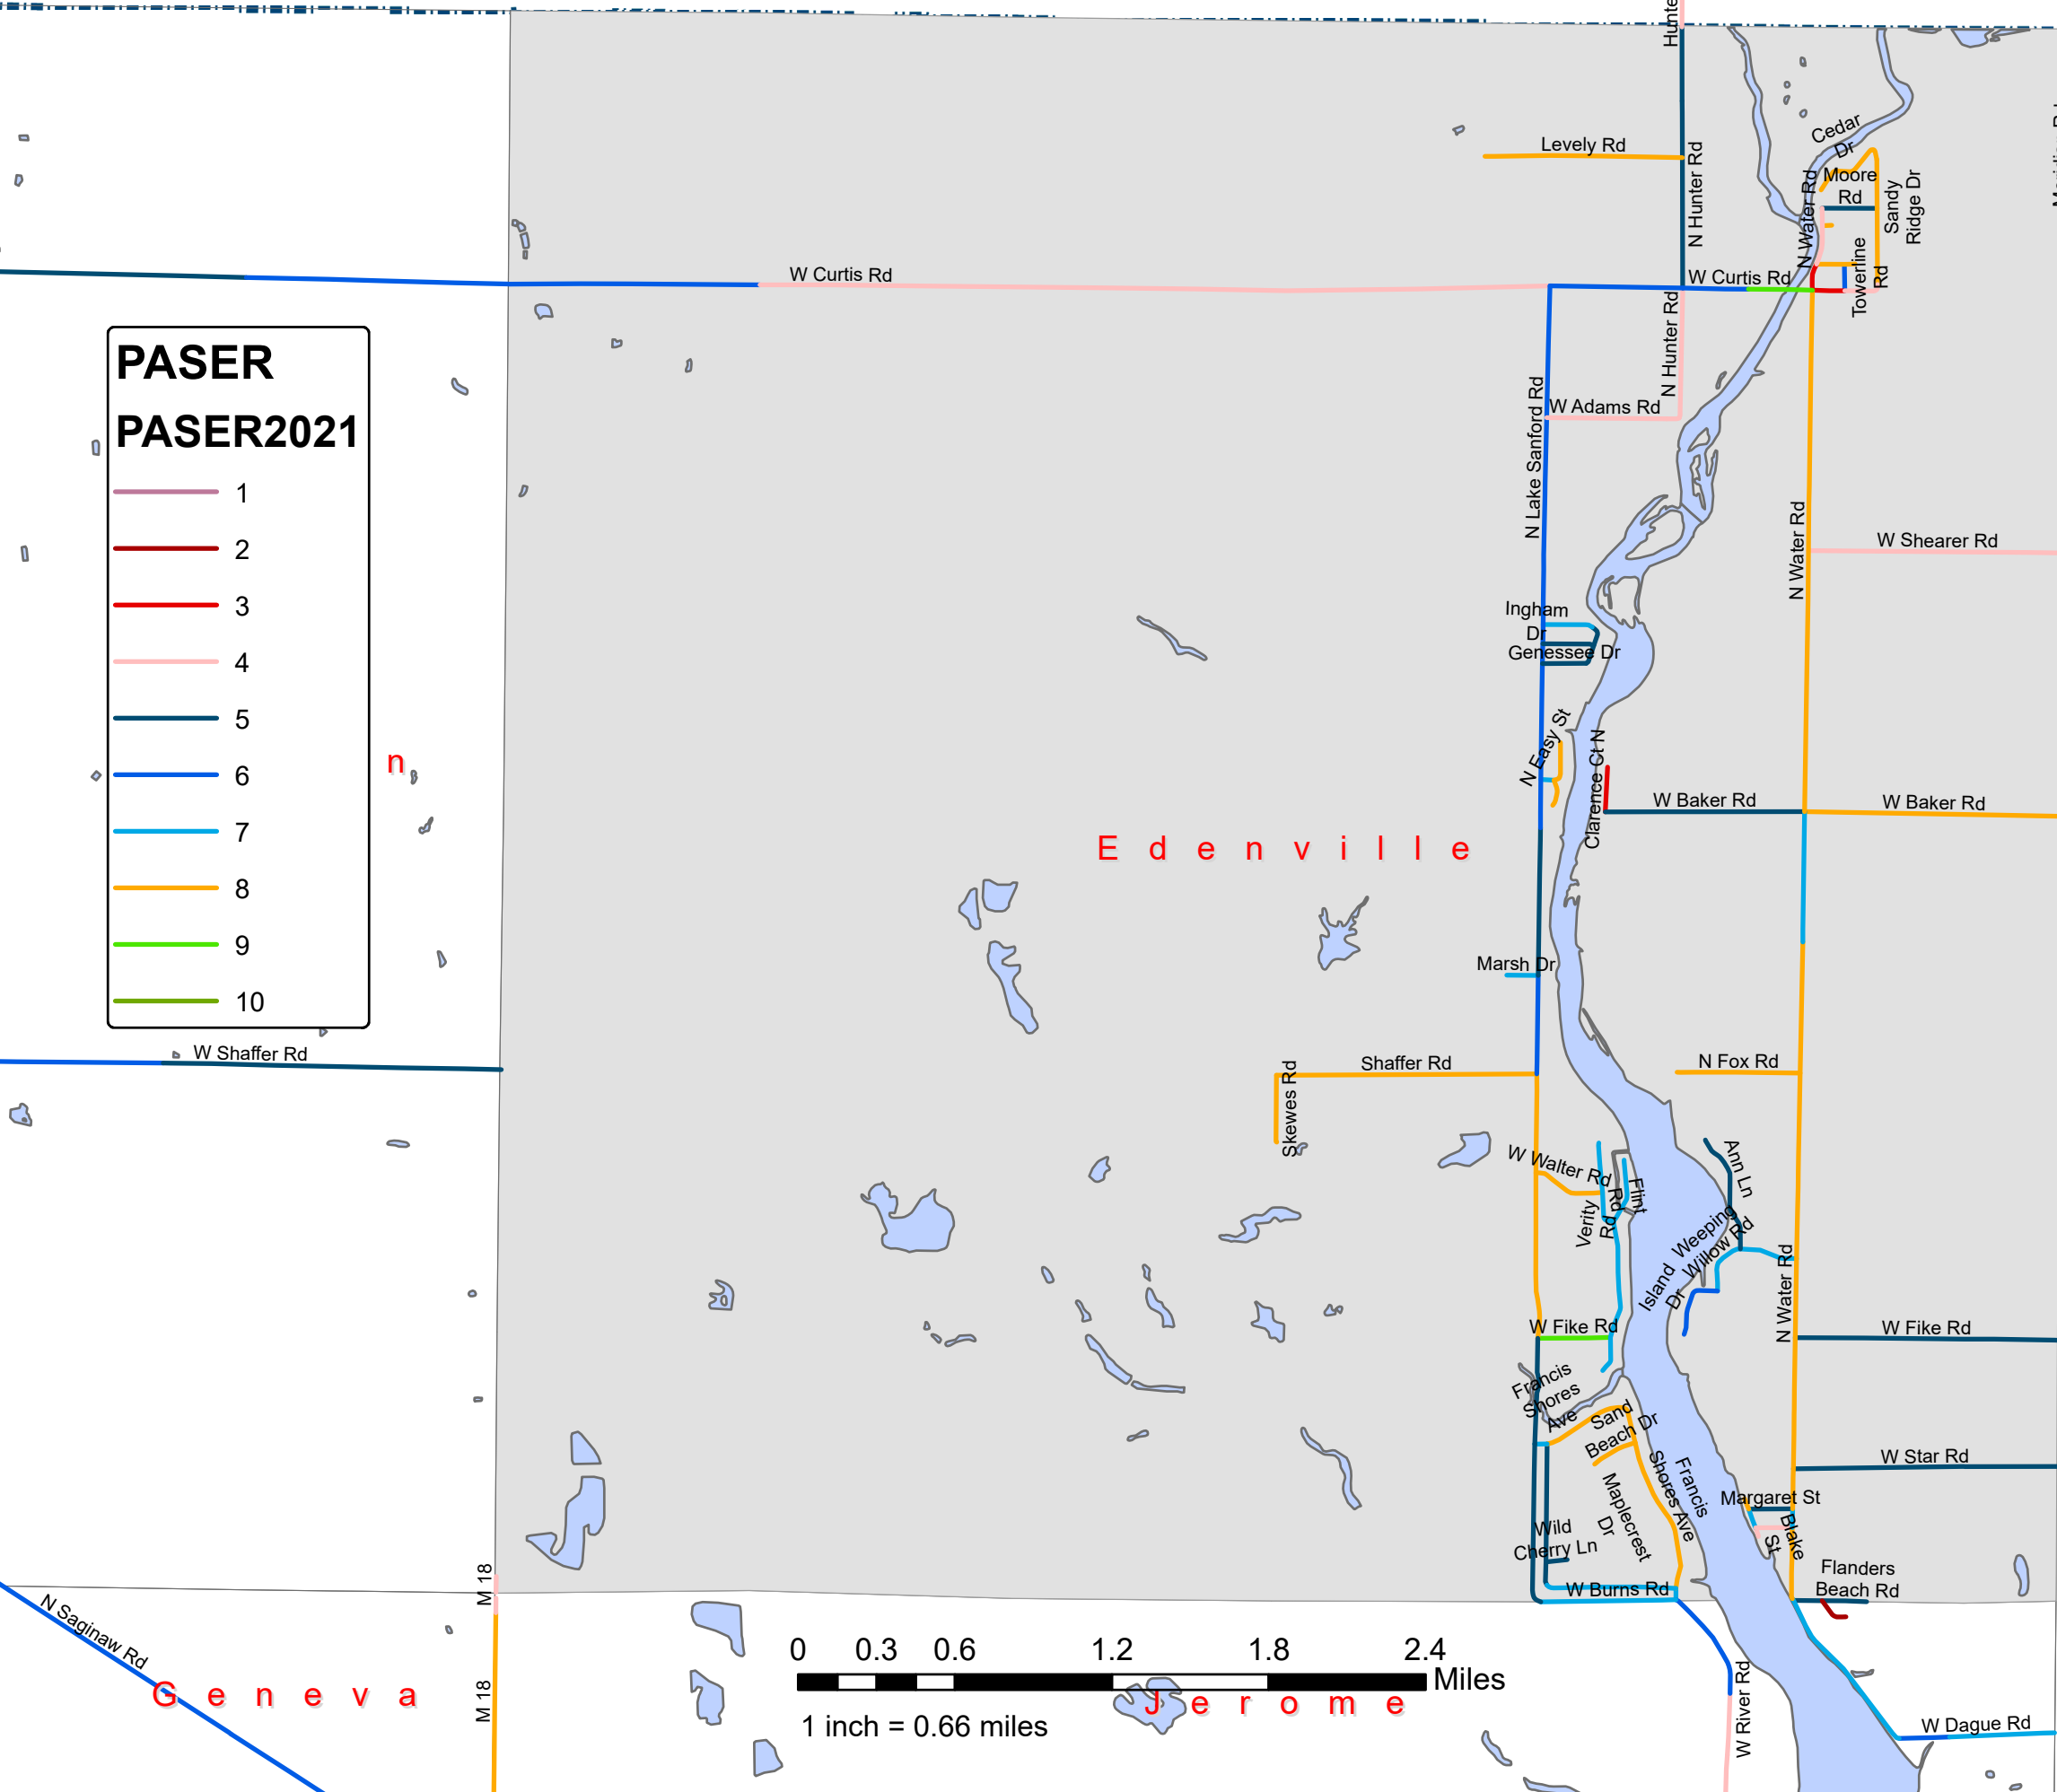 Hunte
Levely Rd
N Hunter Rd
Cedar
Dr
Moore
Rd
Sandy
Ridge Dr
N Water Rd
Towerline
Rd
W Curtis Rd
W Curtis Rd
PASER
PASER2021
1
2
3
4
5
6
7
8
9
10
N Hunter Rd
W Adams Rd
N Lake Sanford Rd
N Water Rd
W Shearer Rd
Ingham
Dr
Genessee Dr
N Easy St
Clarence Ct N
W Baker Rd
W Baker Rd
n
Edenville
Marsh Dr
W Shaffer Rd
Shaffer Rd
Skewes Rd
N Fox Rd
W Walter Rd
Verity
Rd
Flint
Rd
Ann Ln
Weeping
Willow Rd
Island
Dr
N Water Rd
W Fike Rd
W Fike Rd
Francis
Shores
Ave
Sand
Beach Dr
Maplecrest
Dr
Francis
Shores Ave
W Star Rd
Margaret St
Blake
St
Wild
Cherry Ln
W Burns Rd
Flanders
Beach Rd
M 18
M 18
N Saginaw Rd
Geneva
0 0.3 0.6 1.2 1.8 2.4
Miles
Jerome
1 inch = 0.66 miles
W River Rd
W Dague Rd